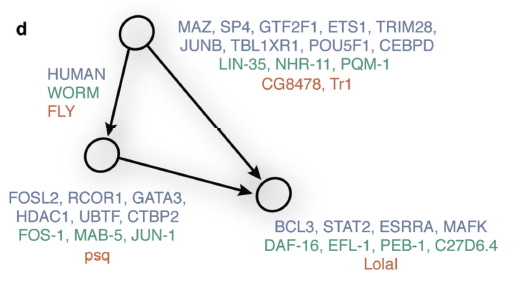 d
MAZ, SP4, GTF2F1, ETS1, TRIM28,
JUNB, TBL1XR1, POU5F1, CEBPD
LIN-35, NHR-11, PQM-1
CG8478, Tr1
HUMAN
WORM
FLY
FOSL2, RCOR1, GATA3,
HDAC1, UBTF, CTBP2
FOS-1, MAB-5, JUN-1
psq
BCL3, STAT2, ESRRA, MAFK
DAF-16, EFL-1, PEB-1, C27D6.4
Lolal